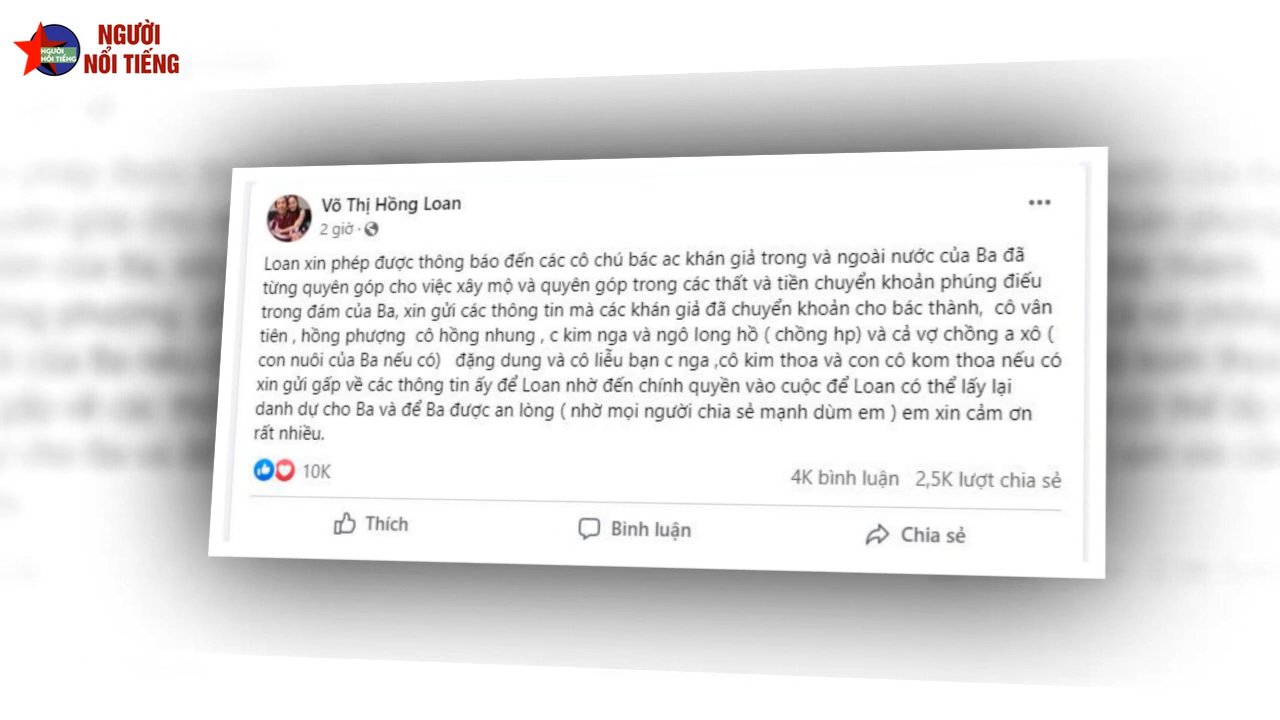 NGƯỜI
NỔI TIẾNG
NGƯỜI
NỔI TIẾNG
Võ Thị Hồng Loan
2 giờ ·
Loan xin phép được thông báo đến các cô chú bác ac khán giả trong và ngoài nước của Ba đã
từng quyên góp cho việc xây mộ và quyên góp trong các thất và tiền chuyển khoản phúng điếu
trong đám của Ba, xin gửi các thông tin mà các khán giả đã chuyển khoản cho bác thành, cô vân
tiên , hồng phượng cô hồng nhung , c kim nga và ngô long hồ ( chồng hp) và cả vợ chồng a xô (
con nuôi của Ba nếu có) đặng dung và cô liễu bạn c nga ,cô kim thoa và con cô kom thoa nếu có
xin gửi gấp về các thông tin ấy để Loan nhờ đến chính quyền vào cuộc để Loan có thể lấy lại
danh dự cho Ba và để Ba được an lòng ( nhờ mọi người chia sẻ mạnh dùm em ) em xin cảm ơn
rất nhiều.
10K
4K bình luận 2,5K lượt chia sẻ
Thích
Bình luận
Chia sẻ